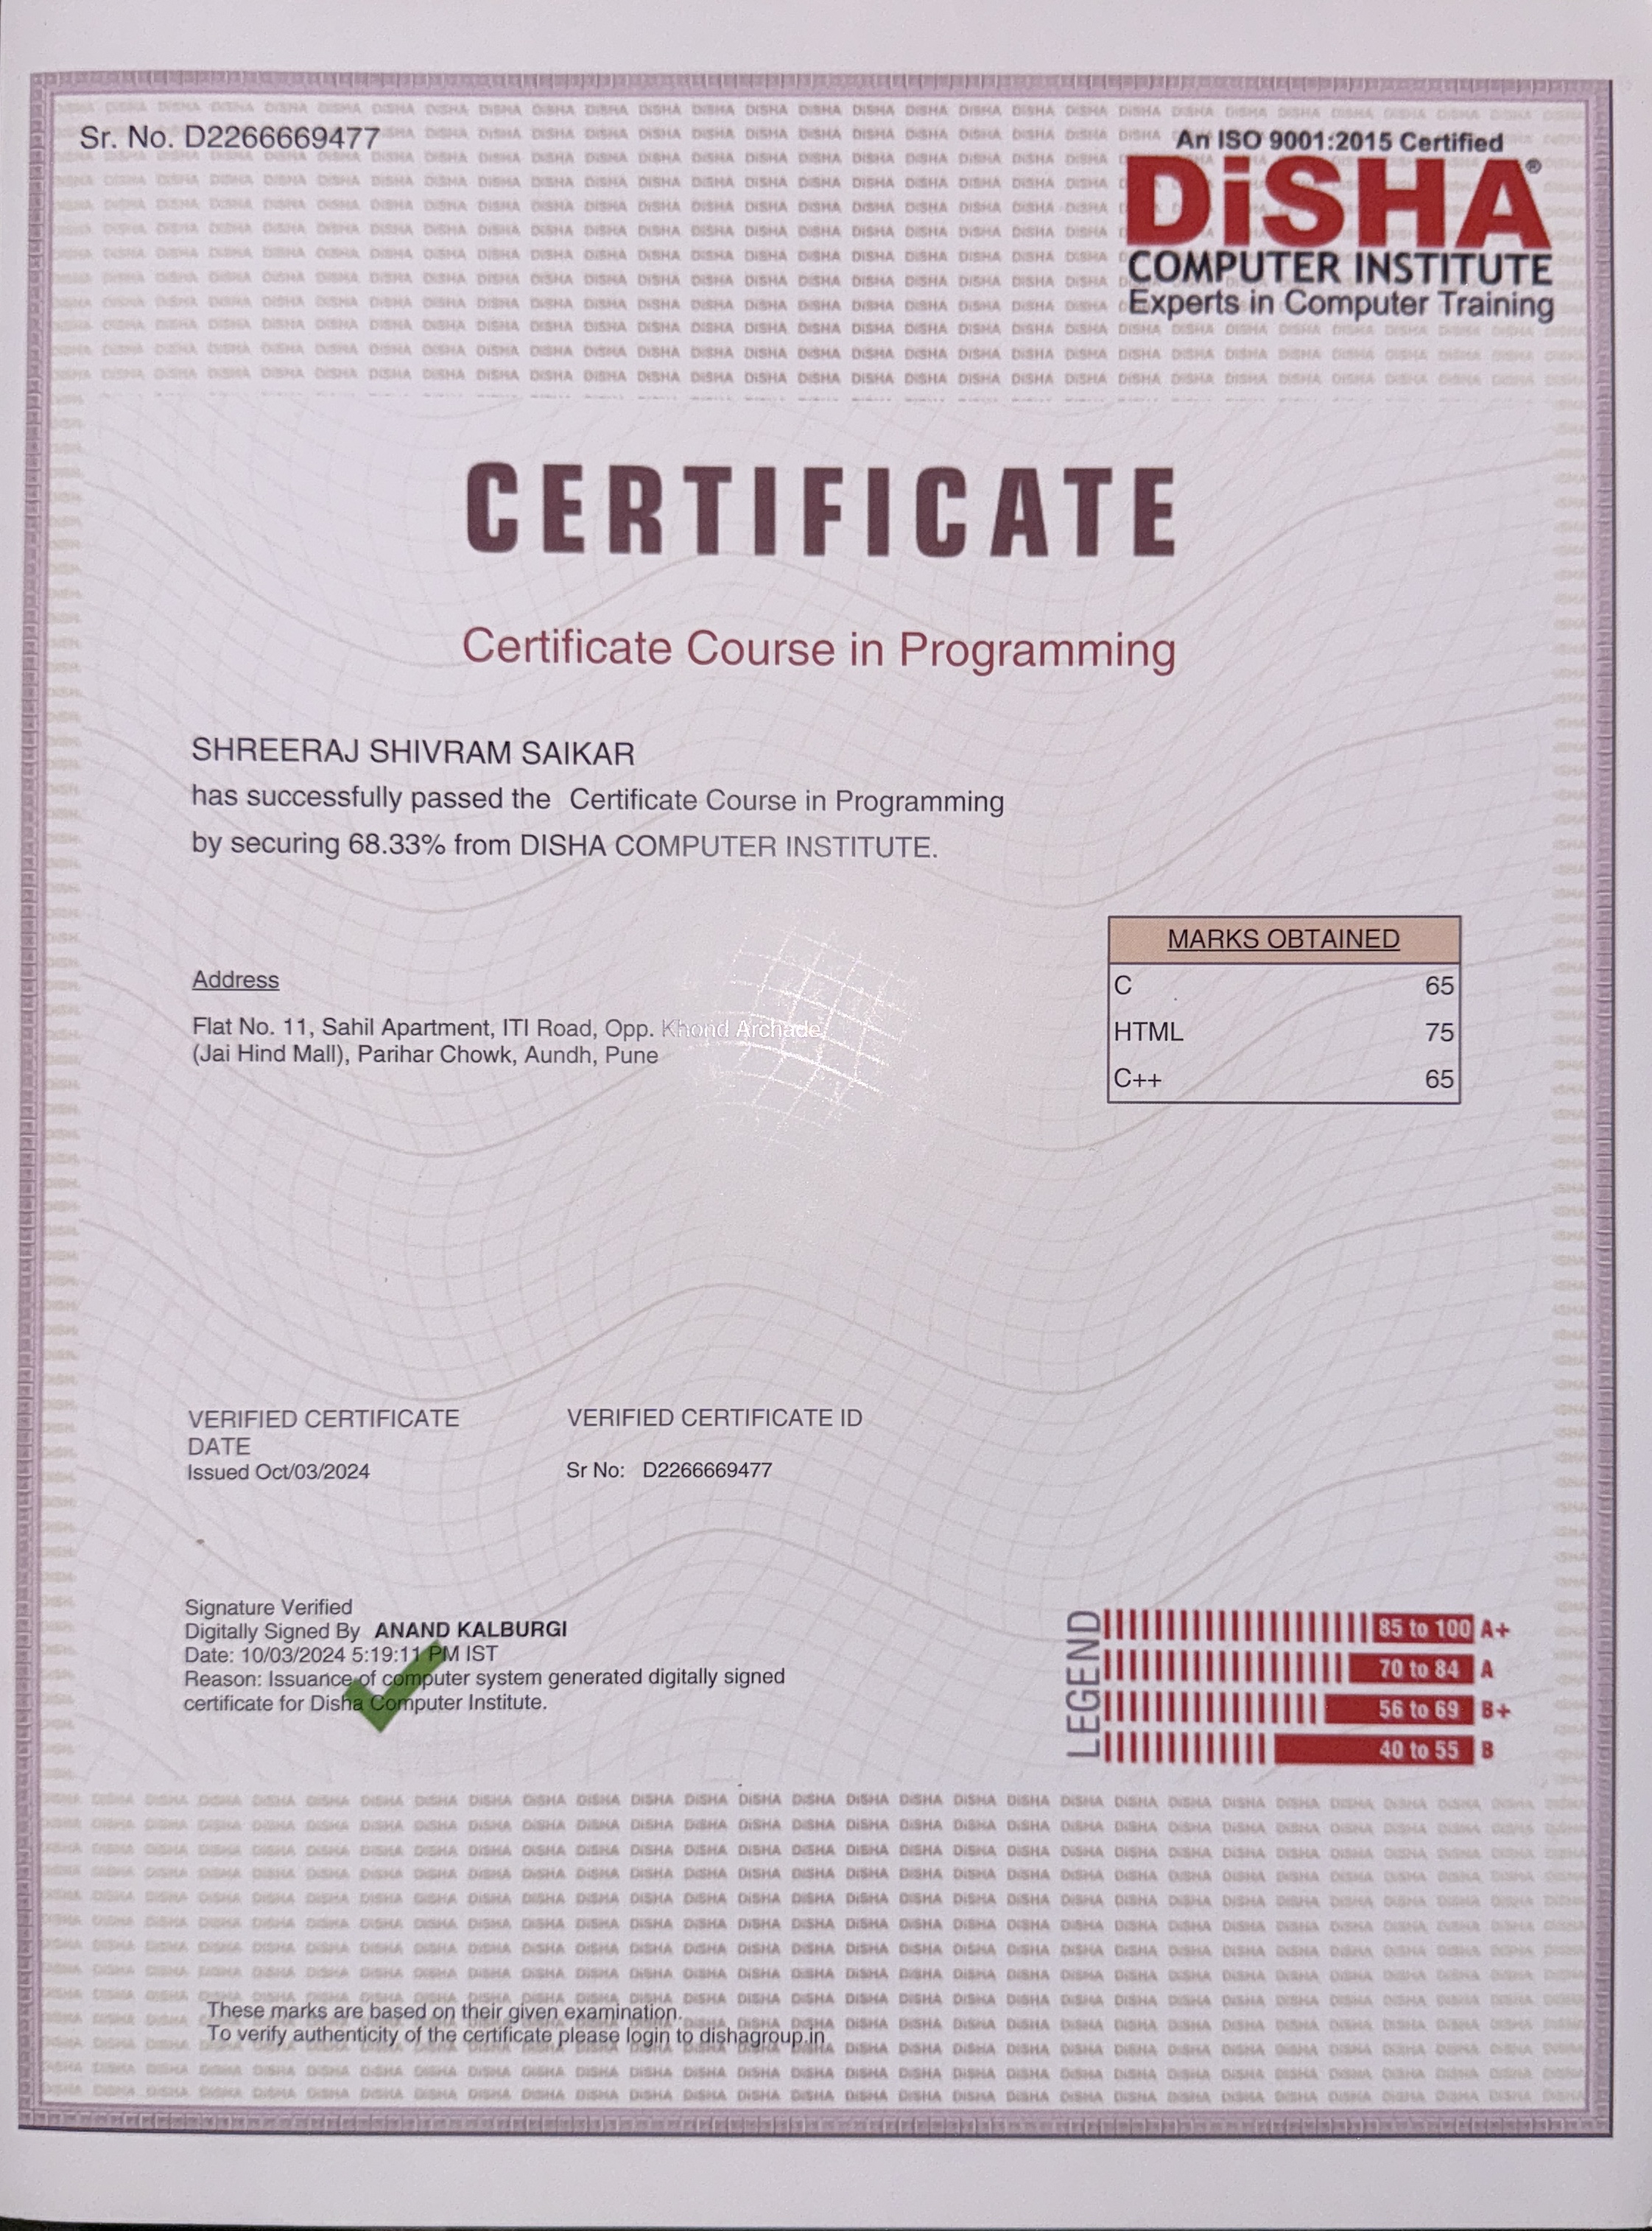 Sr. No. D2266669477
An ISO 9001:2015 Certified
DiSHA®
COMPUTER INSTITUTE
Experts in Computer Training
CERTIFICATE
Certificate Course in Programming
SHREERAJ SHIVRAM SAIKAR
has successfully passed the Certificate Course in Programming
by securing 68.33% from DISHA COMPUTER INSTITUTE.
Address
Flat No. 11, Sahil Apartment, ITI Road, Opp. Khond Archade,
(Jai Hind Mall), Parihar Chowk, Aundh, Pune
MARKS OBTAINED
C 65
HTML 75
C++ 65
VERIFIED CERTIFICATE
DATE
Issued Oct/03/2024
VERIFIED CERTIFICATE ID
Sr No: D2266669477
Signature Verified
Digitally Signed By ANAND KALBURGI
Date: 10/03/2024 5:19:11 PM IST
Reason: Issuance of computer system generated digitally signed
certificate for Disha Computer Institute.
LEGEND
85 to 100 A+
70 to 84 A
56 to 69 B+
40 to 55 B
These marks are based on their given examination.
To verify authenticity of the certificate please login to dishagroup.in